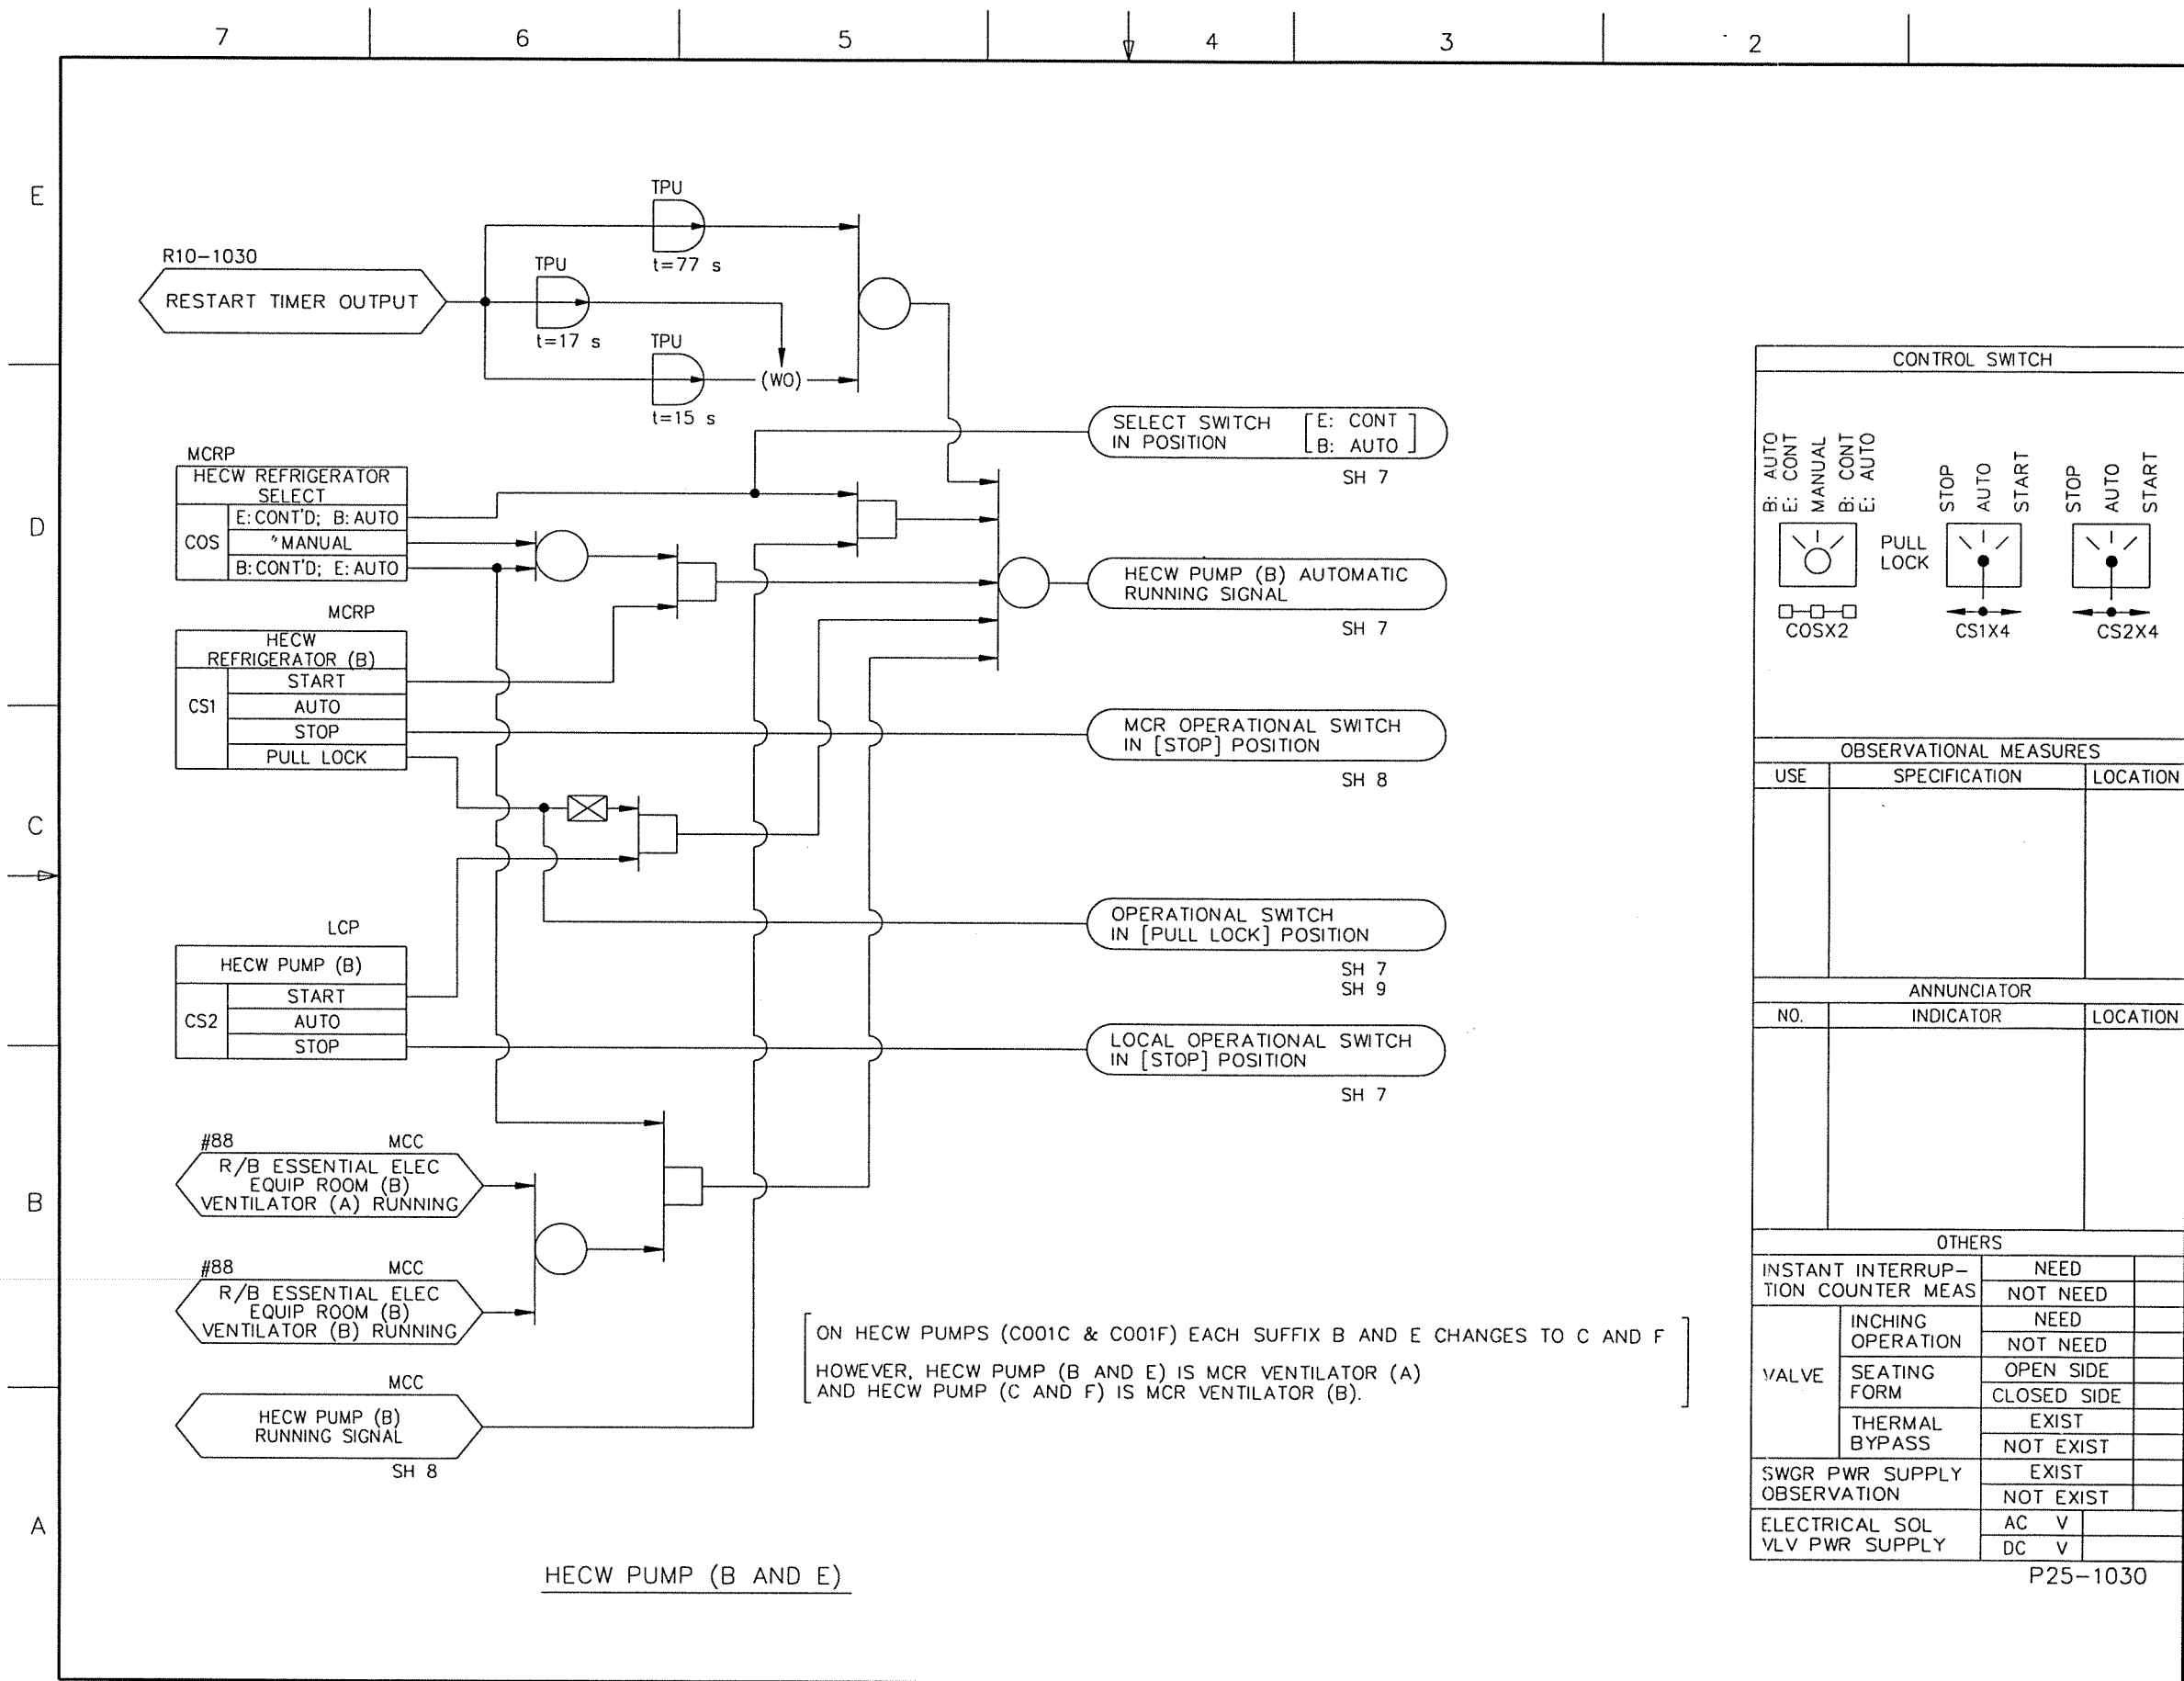 7 6 5 4 3 2
E
D
C
B
A
TPU
t=77 s
R10-1030
RESTART TIMER OUTPUT
TPU
t=17 s
TPU
t=15 s
(WO)
SELECT SWITCH [E: CONT]
IN POSITION [B: AUTO]
SH 7
MCRP
HECW REFRIGERATOR
SELECT
COS
E:CONT'D; B:AUTO
"MANUAL
B:CONT'D; E:AUTO
HECW PUMP (B) AUTOMATIC
RUNNING SIGNAL
SH 7
MCRP
HECW
REFRIGERATOR (B)
CS1
START
AUTO
STOP
PULL LOCK
MCR OPERATIONAL SWITCH
IN [STOP] POSITION
SH 8
OPERATIONAL SWITCH
IN [PULL LOCK] POSITION
SH 7
SH 9
LCP
HECW PUMP (B)
CS2
START
AUTO
STOP
LOCAL OPERATIONAL SWITCH
IN [STOP] POSITION
SH 7
#88 MCC
R/B ESSENTIAL ELEC
EQUIP ROOM (B)
VENTILATOR (A) RUNNING
#88 MCC
R/B ESSENTIAL ELEC
EQUIP ROOM (B)
VENTILATOR (B) RUNNING
MCC
HECW PUMP (B)
RUNNING SIGNAL
SH 8
ON HECW PUMPS (C001C & C001F) EACH SUFFIX B AND E CHANGES TO C AND F
HOWEVER, HECW PUMP (B AND E) IS MCR VENTILATOR (A)
AND HECW PUMP (C AND F) IS MCR VENTILATOR (B).
HECW PUMP (B AND E)
CONTROL SWITCH
B: AUTO
E: CONT
MANUAL
B: CONT
E: AUTO
PULL
LOCK
STOP
AUTO
START
STOP
AUTO
START
COSX2
CS1X4
CS2X4
OBSERVATIONAL MEASURES
USE SPECIFICATION LOCATION
ANNUNCIATOR
NO. INDICATOR LOCATION
OTHERS
INSTANT INTERRUP-
TION COUNTER MEAS
NEED
NOT NEED
VALVE
INCHING
OPERATION
NEED
NOT NEED
SEATING
FORM
OPEN SIDE
CLOSED SIDE
THERMAL
BYPASS
EXIST
NOT EXIST
SWGR PWR SUPPLY
OBSERVATION
EXIST
NOT EXIST
ELECTRICAL SOL
VLV PWR SUPPLY
AC V
DC V
P25-1030